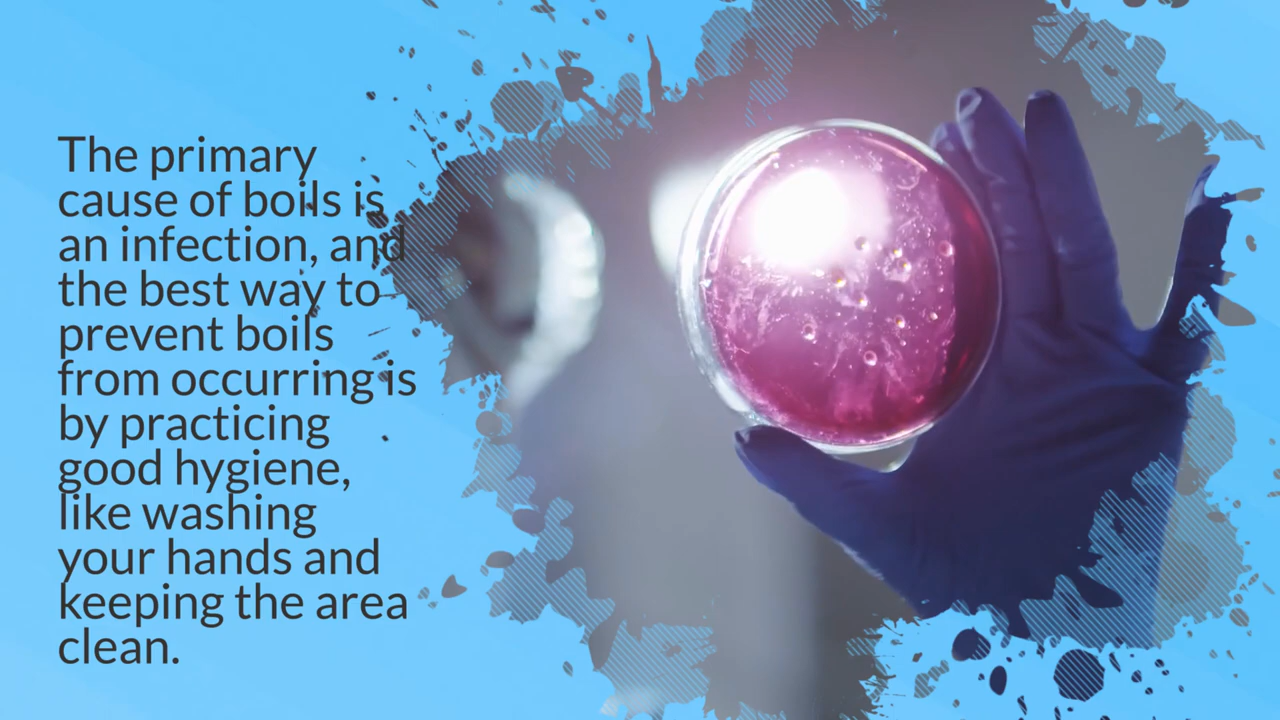 The primary
cause of boils is
an infection, and
the best way to
prevent boils
from occurring is
by practicing
good hygiene,
like washing
your hands and
keeping the area
clean.